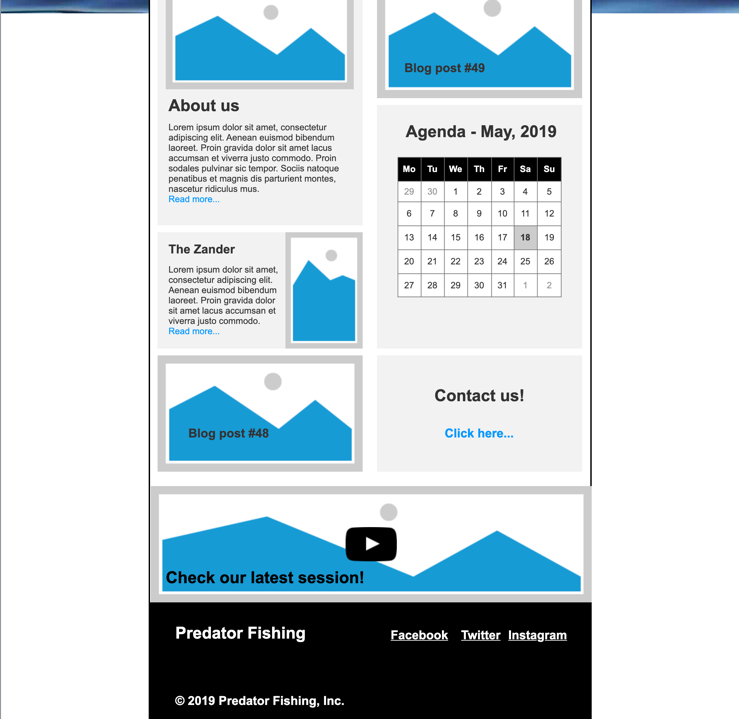 Blog post #49
About us
Lorem ipsum dolor sit amet, consectetur
adipiscing elit. Aenean euismod bibendum
laoreet. Proin gravida dolor sit amet lacus
accumsan et viverra justo commodo. Proin
sodales pulvinar sic tempor. Sociis natoque
penatibus et magnis dis parturient montes,
nascetur ridiculus mus.
Read more...
Agenda - May, 2019
Mo Tu We Th Fr Sa Su
29 30 1 2 3 4 5
6 7 8 9 10 11 12
13 14 15 16 17 18 19
20 21 22 23 24 25 26
27 28 29 30 31 1 2
The Zander
Lorem ipsum dolor sit amet,
consectetur adipiscing elit.
Aenean euismod bibendum
laoreet. Proin gravida dolor
sit amet lacus accumsan et
viverra justo commodo.
Read more...
Blog post #48
Contact us!
Click here...
Check our latest session!
Predator Fishing
Facebook Twitter Instagram
© 2019 Predator Fishing, Inc.